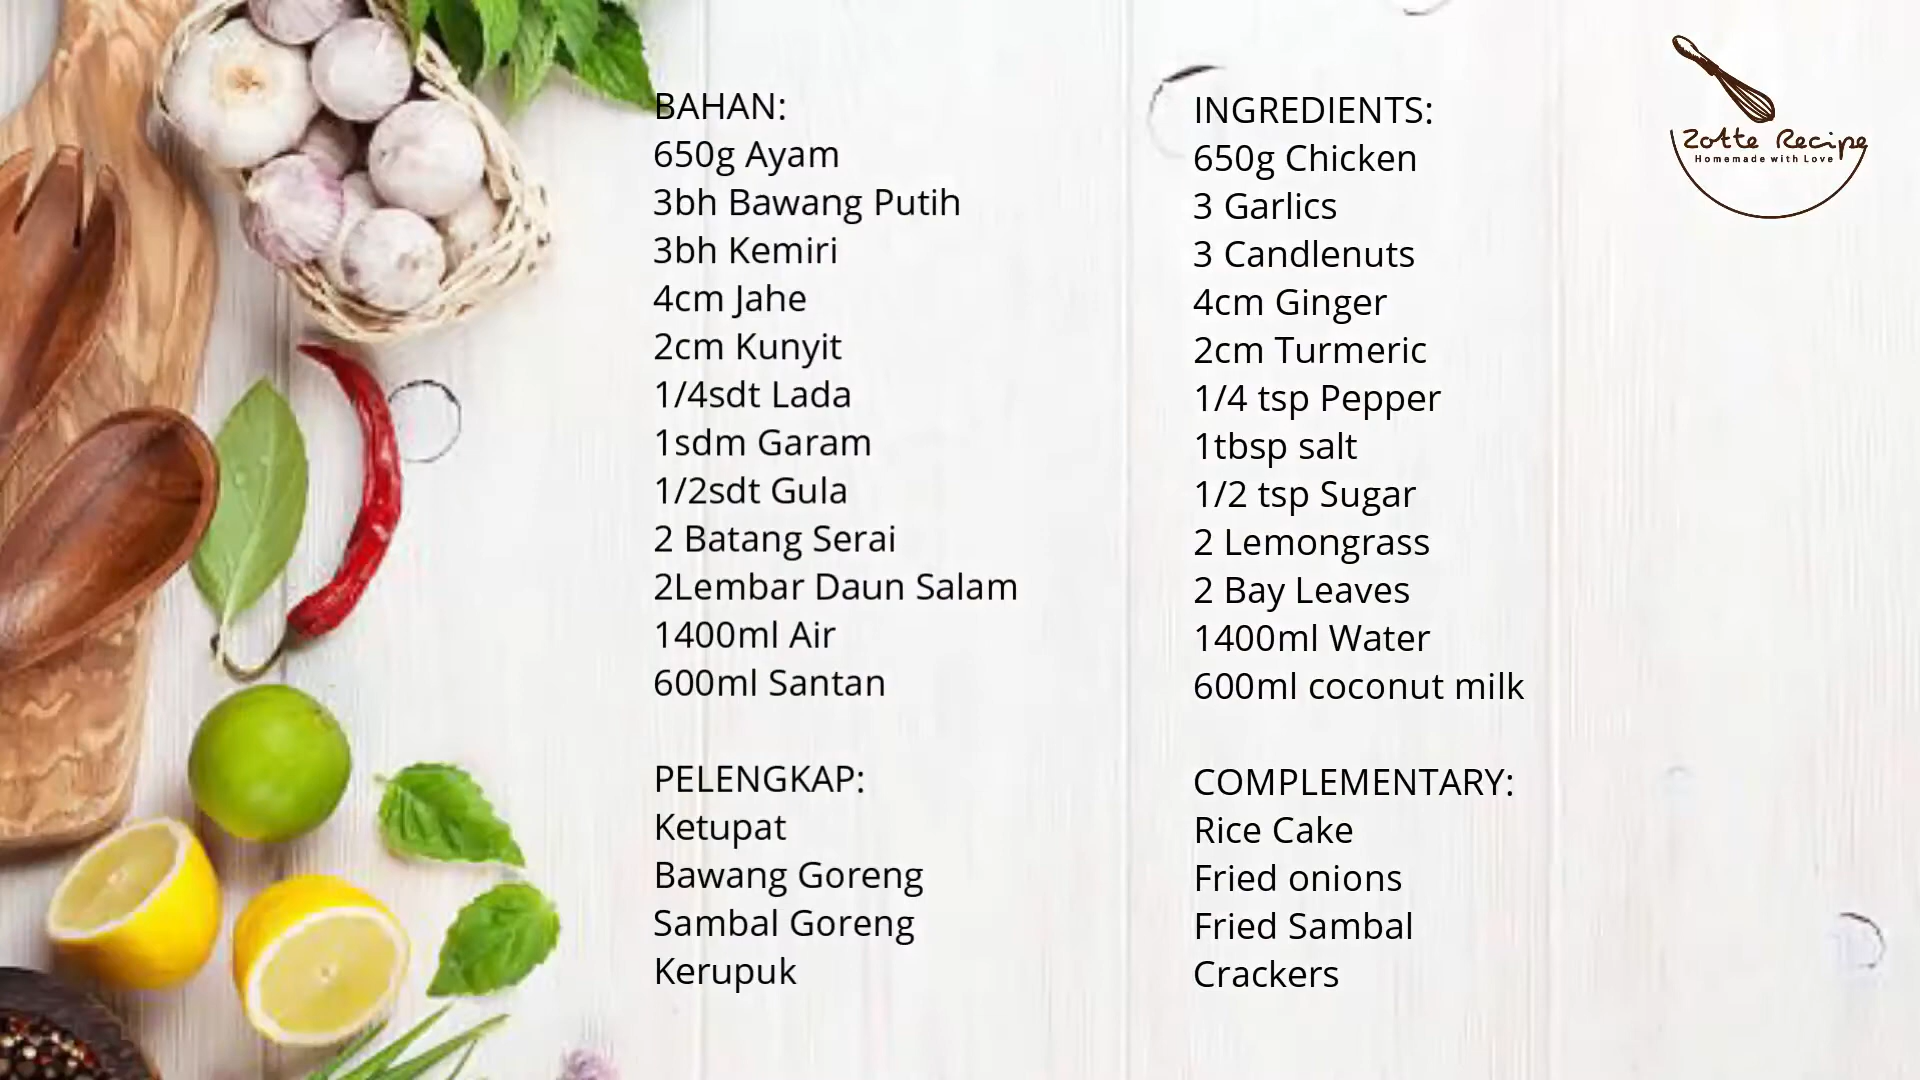 BAHAN:
650g Ayam
3bh Bawang Putih
3bh Kemiri
4cm Jahe
2cm Kunyit
1/4sdt Lada
1sdm Garam
1/2sdt Gula
2 Batang Serai
2Lembar Daun Salam
1400ml Air
600ml Santan
PELENGKAP:
Ketupat
Bawang Goreng
Sambal Goreng
Kerupuk
INGREDIENTS:
650g Chicken
3 Garlics
3 Candlenuts
4cm Ginger
2cm Turmeric
1/4 tsp Pepper
1tbsp salt
1/2 tsp Sugar
2 Lemongrass
2 Bay Leaves
1400ml Water
600ml coconut milk
COMPLEMENTARY:
Rice Cake
Fried onions
Fried Sambal
Crackers
Zotte Recipe
Homemade with Love